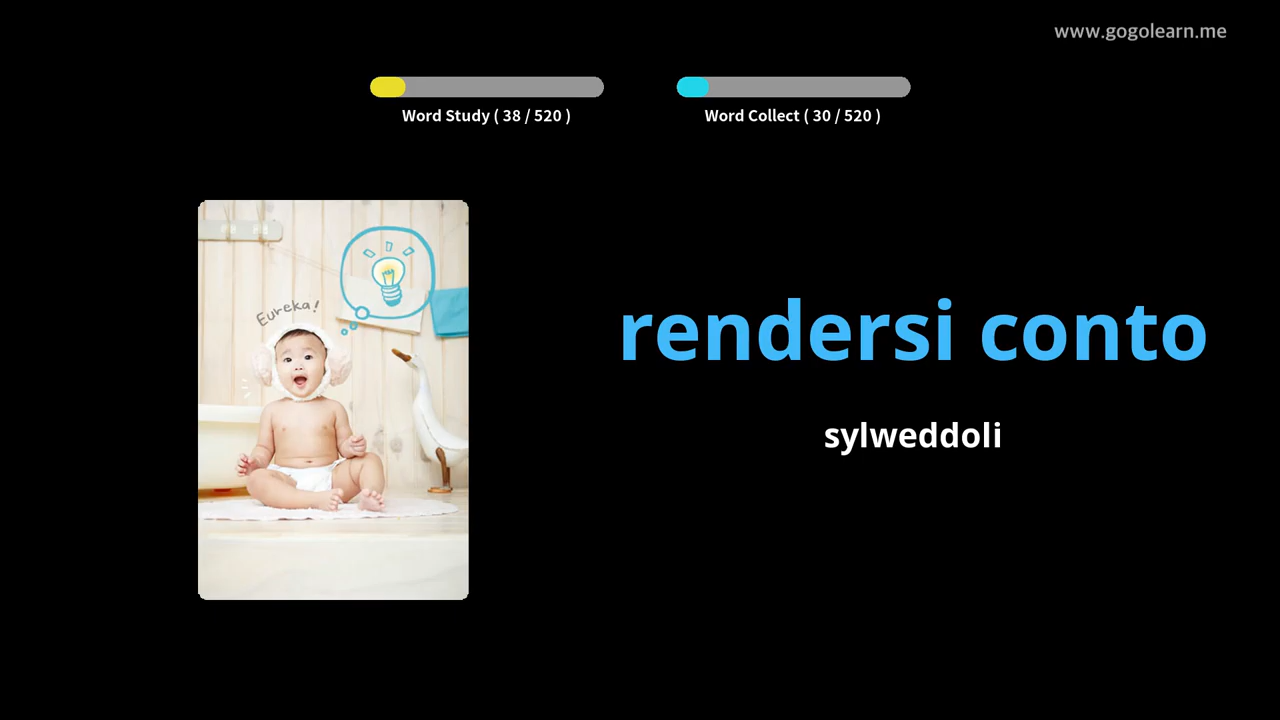 www.gogolearn.me
Word Study ( 38 / 520 )
Word Collect ( 30 / 520 )
Eureka!
rendersi conto
sylweddoli